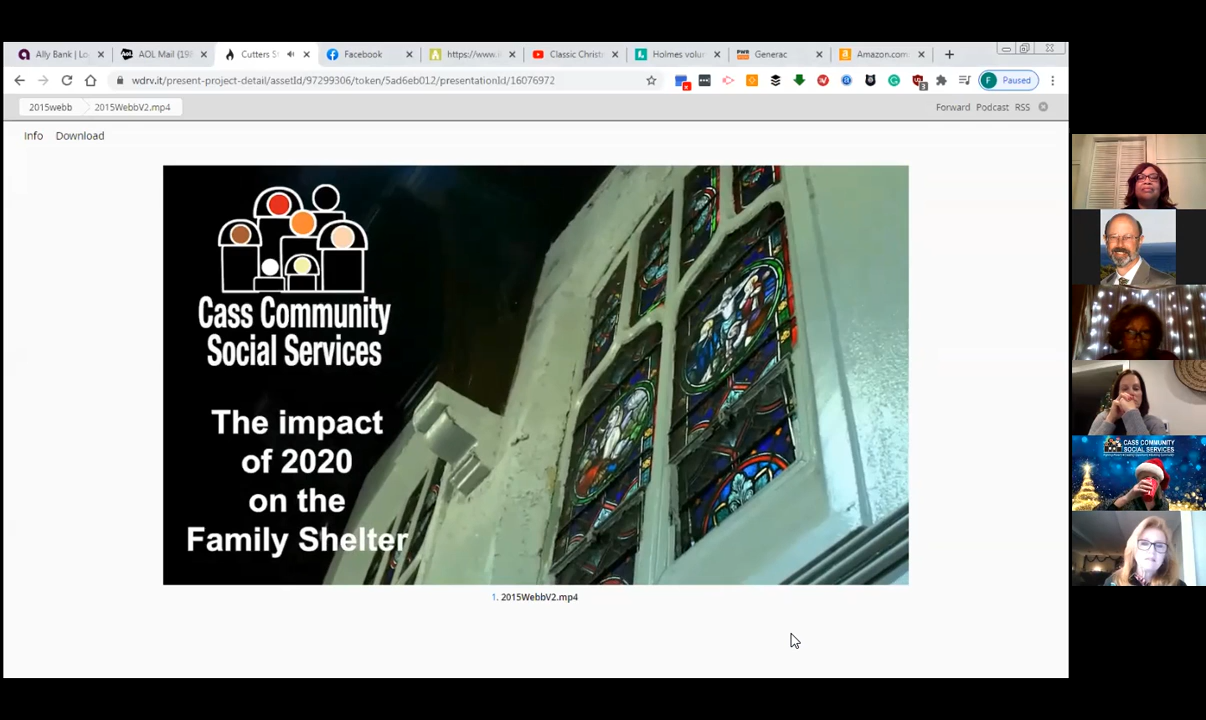 Ally Bank | Lo
AOL Mail (19
Cutters S
Facebook
https://www.
Classic Christ
Holmes volu
Generac
Amazon.com
wdrv.it/present-project-detail/assetId/97299306/token/5ad6eb012/presentationId/16076972
F
Paused
2015webb
2015WebbV2.mp4
Forward
Podcast
RSS
Info
Download
Cass Community
Social Services
The impact
of 2020
on the
Family Shelter
1. 2015WebbV2.mp4
CASS COMMUNITY
SOCIAL SERVICES